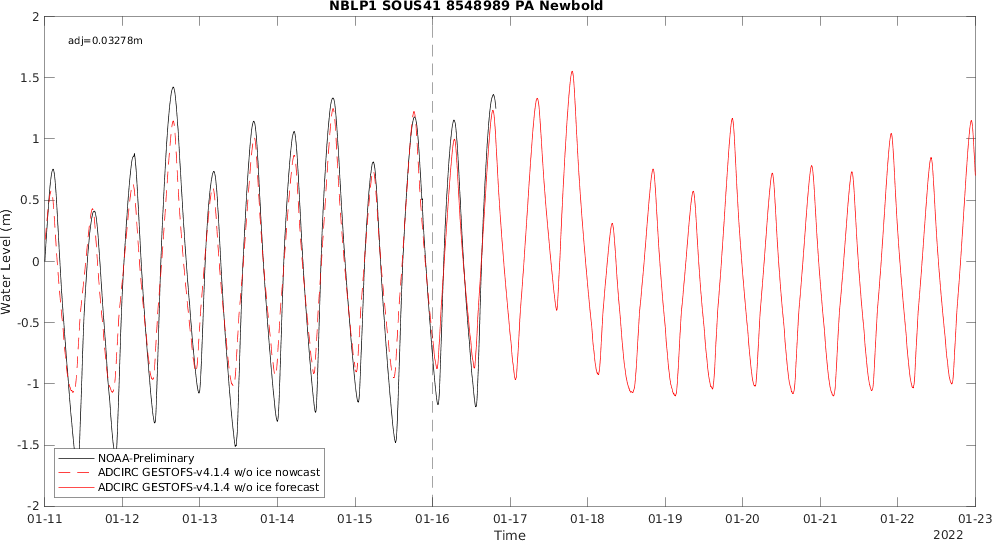 NBLP1 SOUS41 8548989 PA Newbold
adj=0.03278m
2
1.5
1
0.5
0
-0.5
-1
-1.5
-2
Water Level (m)
NOAA-Preliminary
ADCIRC GESTOFS-v4.1.4 w/o ice nowcast
ADCIRC GESTOFS-v4.1.4 w/o ice forecast
01-11 01-12 01-13 01-14 01-15 01-16 01-17 01-18 01-19 01-20 01-21 01-22 01-23
Time
2022